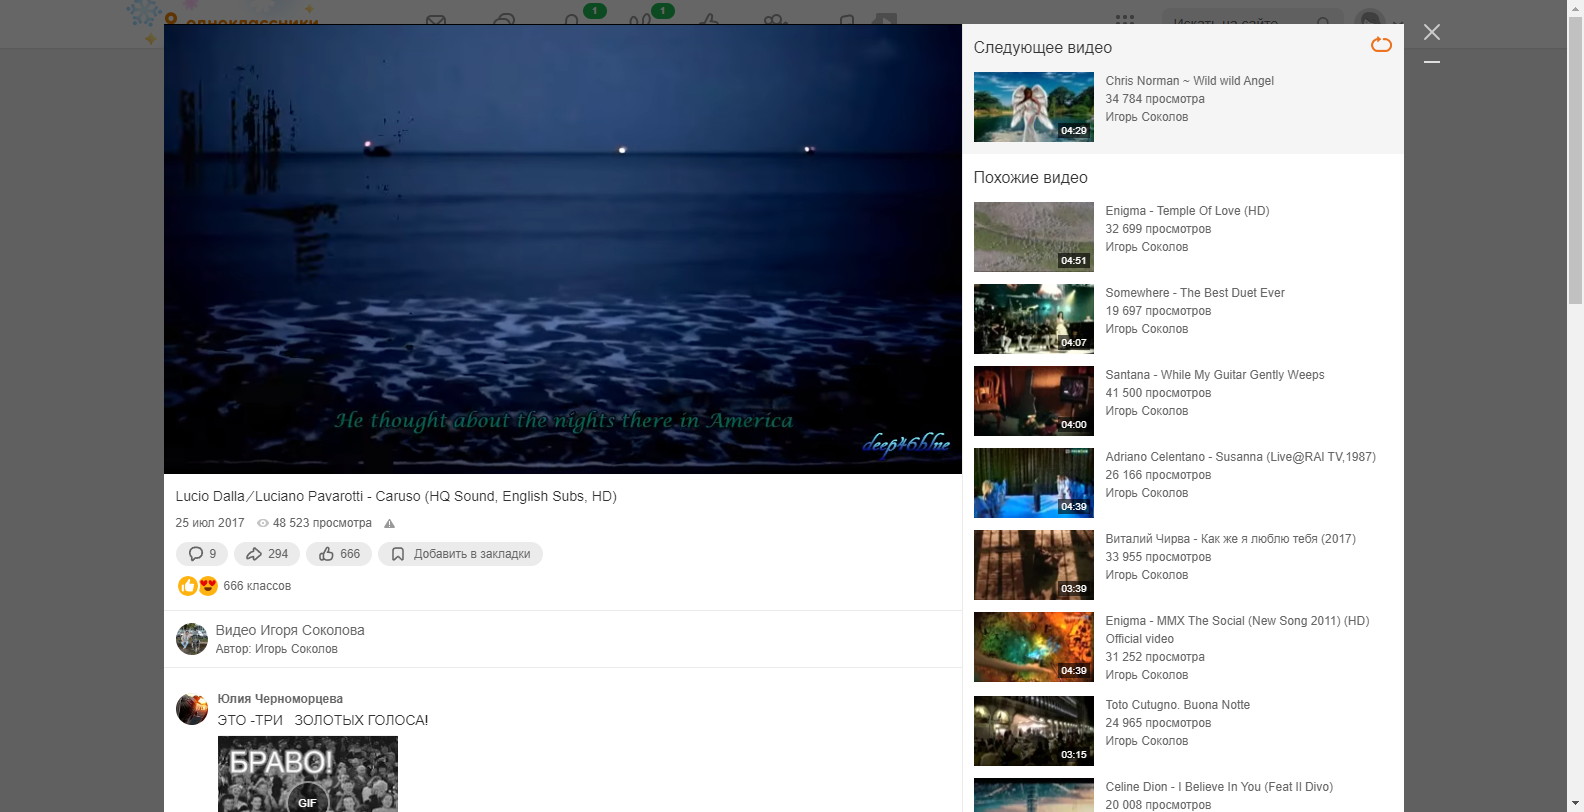 одноклассники
1
1
Искать на сайте
He thought about the nights there in America
deep46blue
Lucio Dalla/Luciano Pavarotti - Caruso (HQ Sound, English Subs, HD)
25 июл 2017 48 523 просмотра
9 294 666 Добавить в закладки
666 классов
Видео Игоря Соколова
Автор: Игорь Соколов
Юлия Черноморцева
ЭТО -ТРИ ЗОЛОТЫХ ГОЛОСА!
БРАВО!
GIF
Следующее видео
Chris Norman ~ Wild wild Angel
34 784 просмотра
Игорь Соколов
04:29
Похожие видео
Enigma - Temple Of Love (HD)
32 699 просмотров
Игорь Соколов
04:51
Somewhere - The Best Duet Ever
19 697 просмотров
Игорь Соколов
04:07
Santana - While My Guitar Gently Weeps
41 500 просмотров
Игорь Соколов
04:00
Adriano Celentano - Susanna (Live@RAI TV,1987)
26 166 просмотров
Игорь Соколов
04:39
Виталий Чирва - Как же я люблю тебя (2017)
33 955 просмотров
Игорь Соколов
03:39
Enigma - MMX The Social (New Song 2011) (HD)
Official video
31 252 просмотра
Игорь Соколов
04:39
Toto Cutugno. Buona Notte
24 965 просмотров
Игорь Соколов
03:15
Celine Dion - I Believe In You (Feat Il Divo)
20 008 просмотров